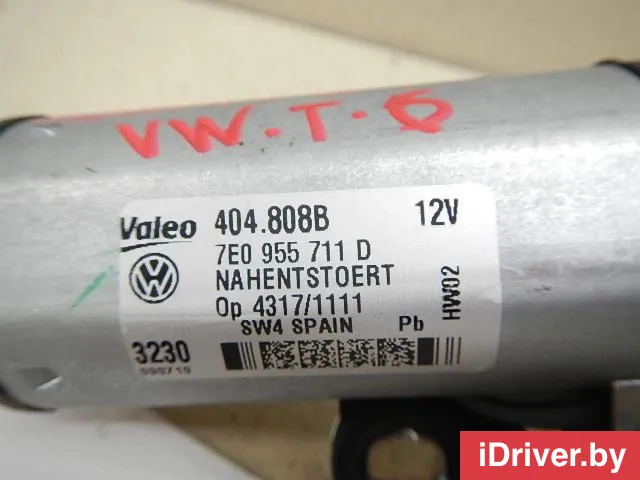 VW.T-6
Valeo 404.808B 12V
7E0 955 711 D
NAHENTSTOERT
Op 4317/1111
HW02
SW4 SPAIN Pb
3230
iDriver.by